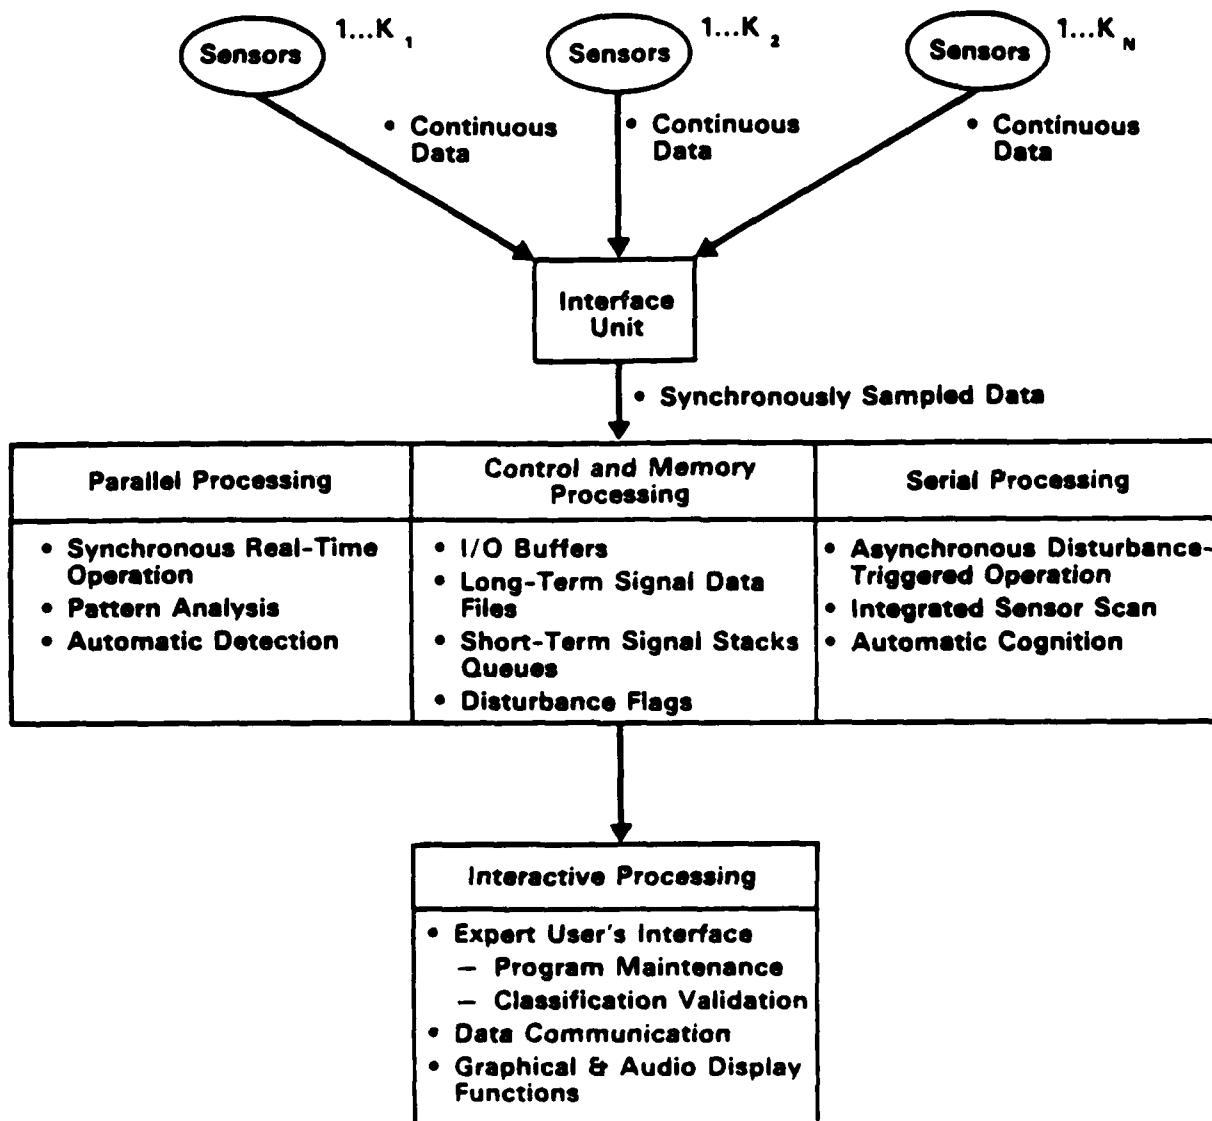 Sensors 1...K 1
Sensors 1...K 2
Sensors 1...K N
• Continuous
Data
• Continuous
Data
• Continuous
Data
Interface
Unit
• Synchronously Sampled Data
Parallel Processing
• Synchronous Real-Time
Operation
• Pattern Analysis
• Automatic Detection
Control and Memory
Processing
• I/O Buffers
• Long-Term Signal Data
Files
• Short-Term Signal Stacks
Queues
• Disturbance Flags
Serial Processing
• Asynchronous Disturbance-
Triggered Operation
• Integrated Sensor Scan
• Automatic Cognition
Interactive Processing
• Expert User's Interface
– Program Maintenance
– Classification Validation
• Data Communication
• Graphical & Audio Display
Functions